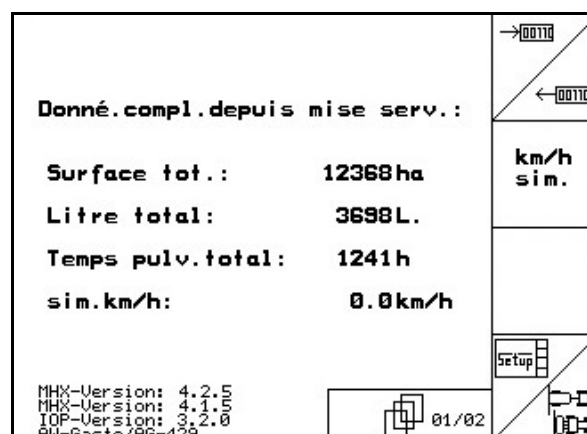 00110
00110
Donné.compl.depuis mise serv.:
Surface tot.: 12368ha
Litre total: 3698L.
Temps pulv.total: 1241h
sim.km/h: 0.0km/h
km/h
sim.
Setup
MHX-Version: 4.2.5
MHX-Version: 4.1.5
IOP-Version: 3.2.0
01/02